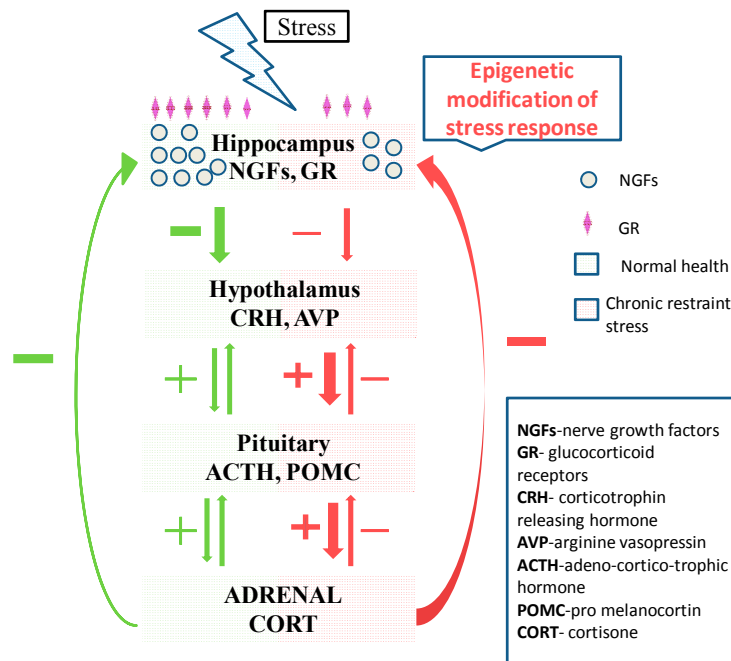 Stress
Epigenetic
modification of
stress response
Hippocampus
NGFs, GR
NGFs
GR
Normal health
Chronic restraint
stress
Hypothalamus
CRH, AVP
+
+
Pituitary
ACTH, POMC
+
+
ADRENAL
CORT
NGFs-nerve growth factors
GR- glucocorticoid
receptors
CRH- corticotrophin
releasing hormone
AVP-arginine vasopressin
ACTH-adeno-cortico-trophic
hormone
POMC-pro melanocortin
CORT- cortisone